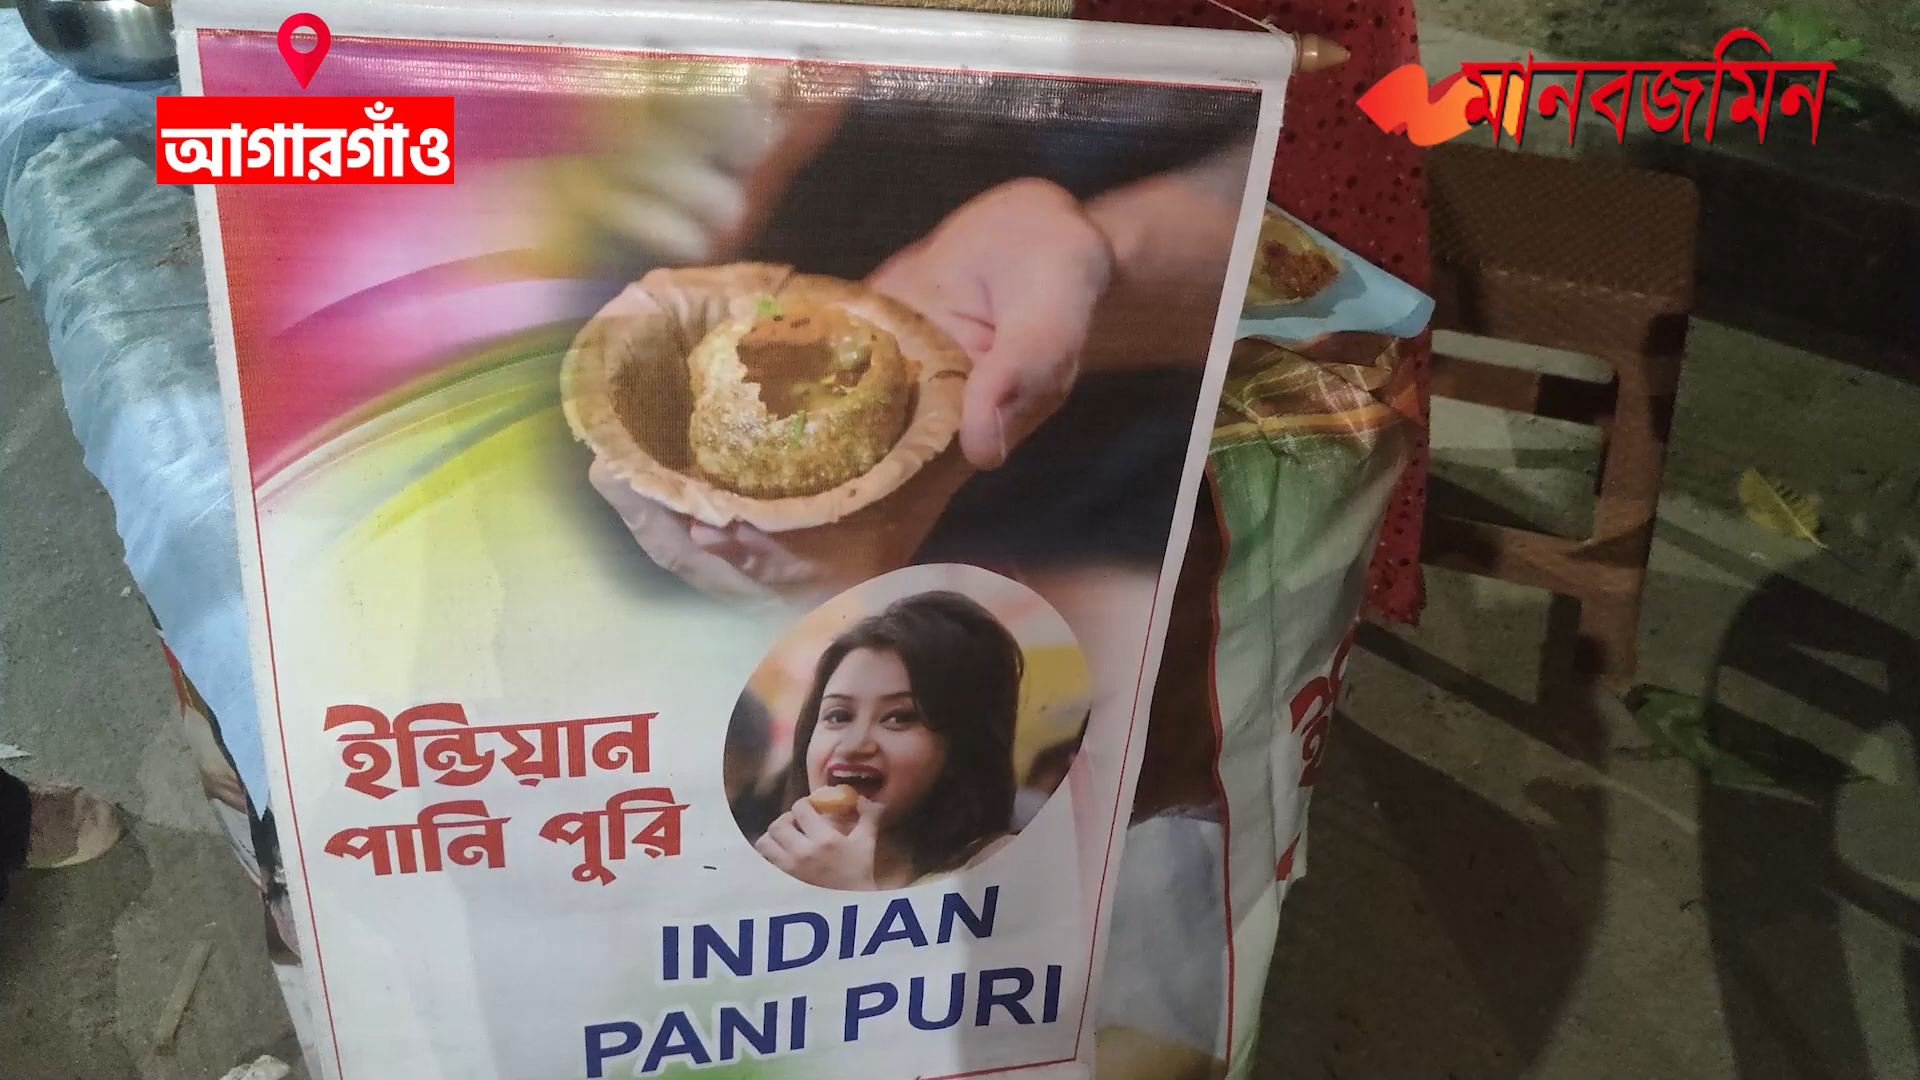 আগারগাঁও
মানবজমিন
ইন্ডিয়ান
পানি পুরি
INDIAN
PANI PURI